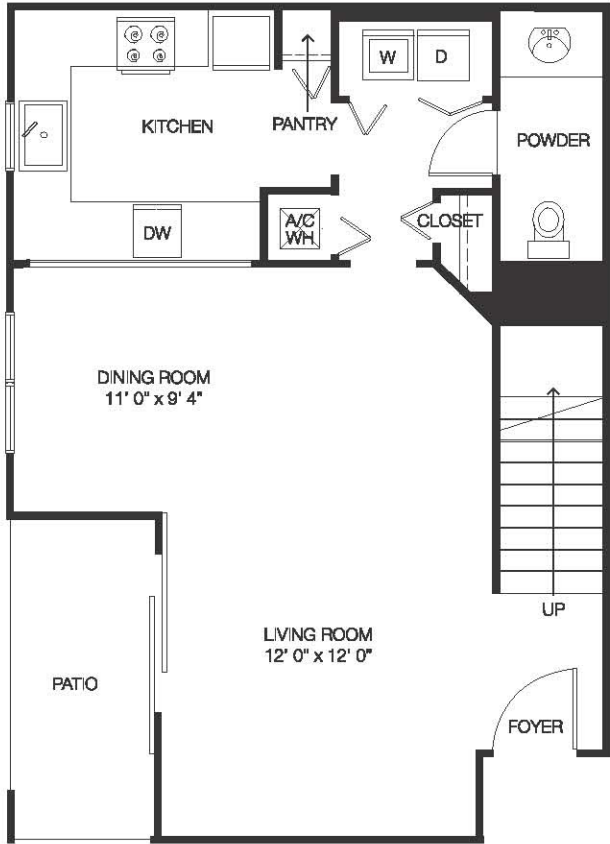 W
D
KITCHEN
PANTRY
POWDER
A/C
WH
CLOSET
DW
DINING ROOM
11' 0" x 9' 4"
UP
LIVING ROOM
12' 0" x 12' 0"
PATIO
FOYER